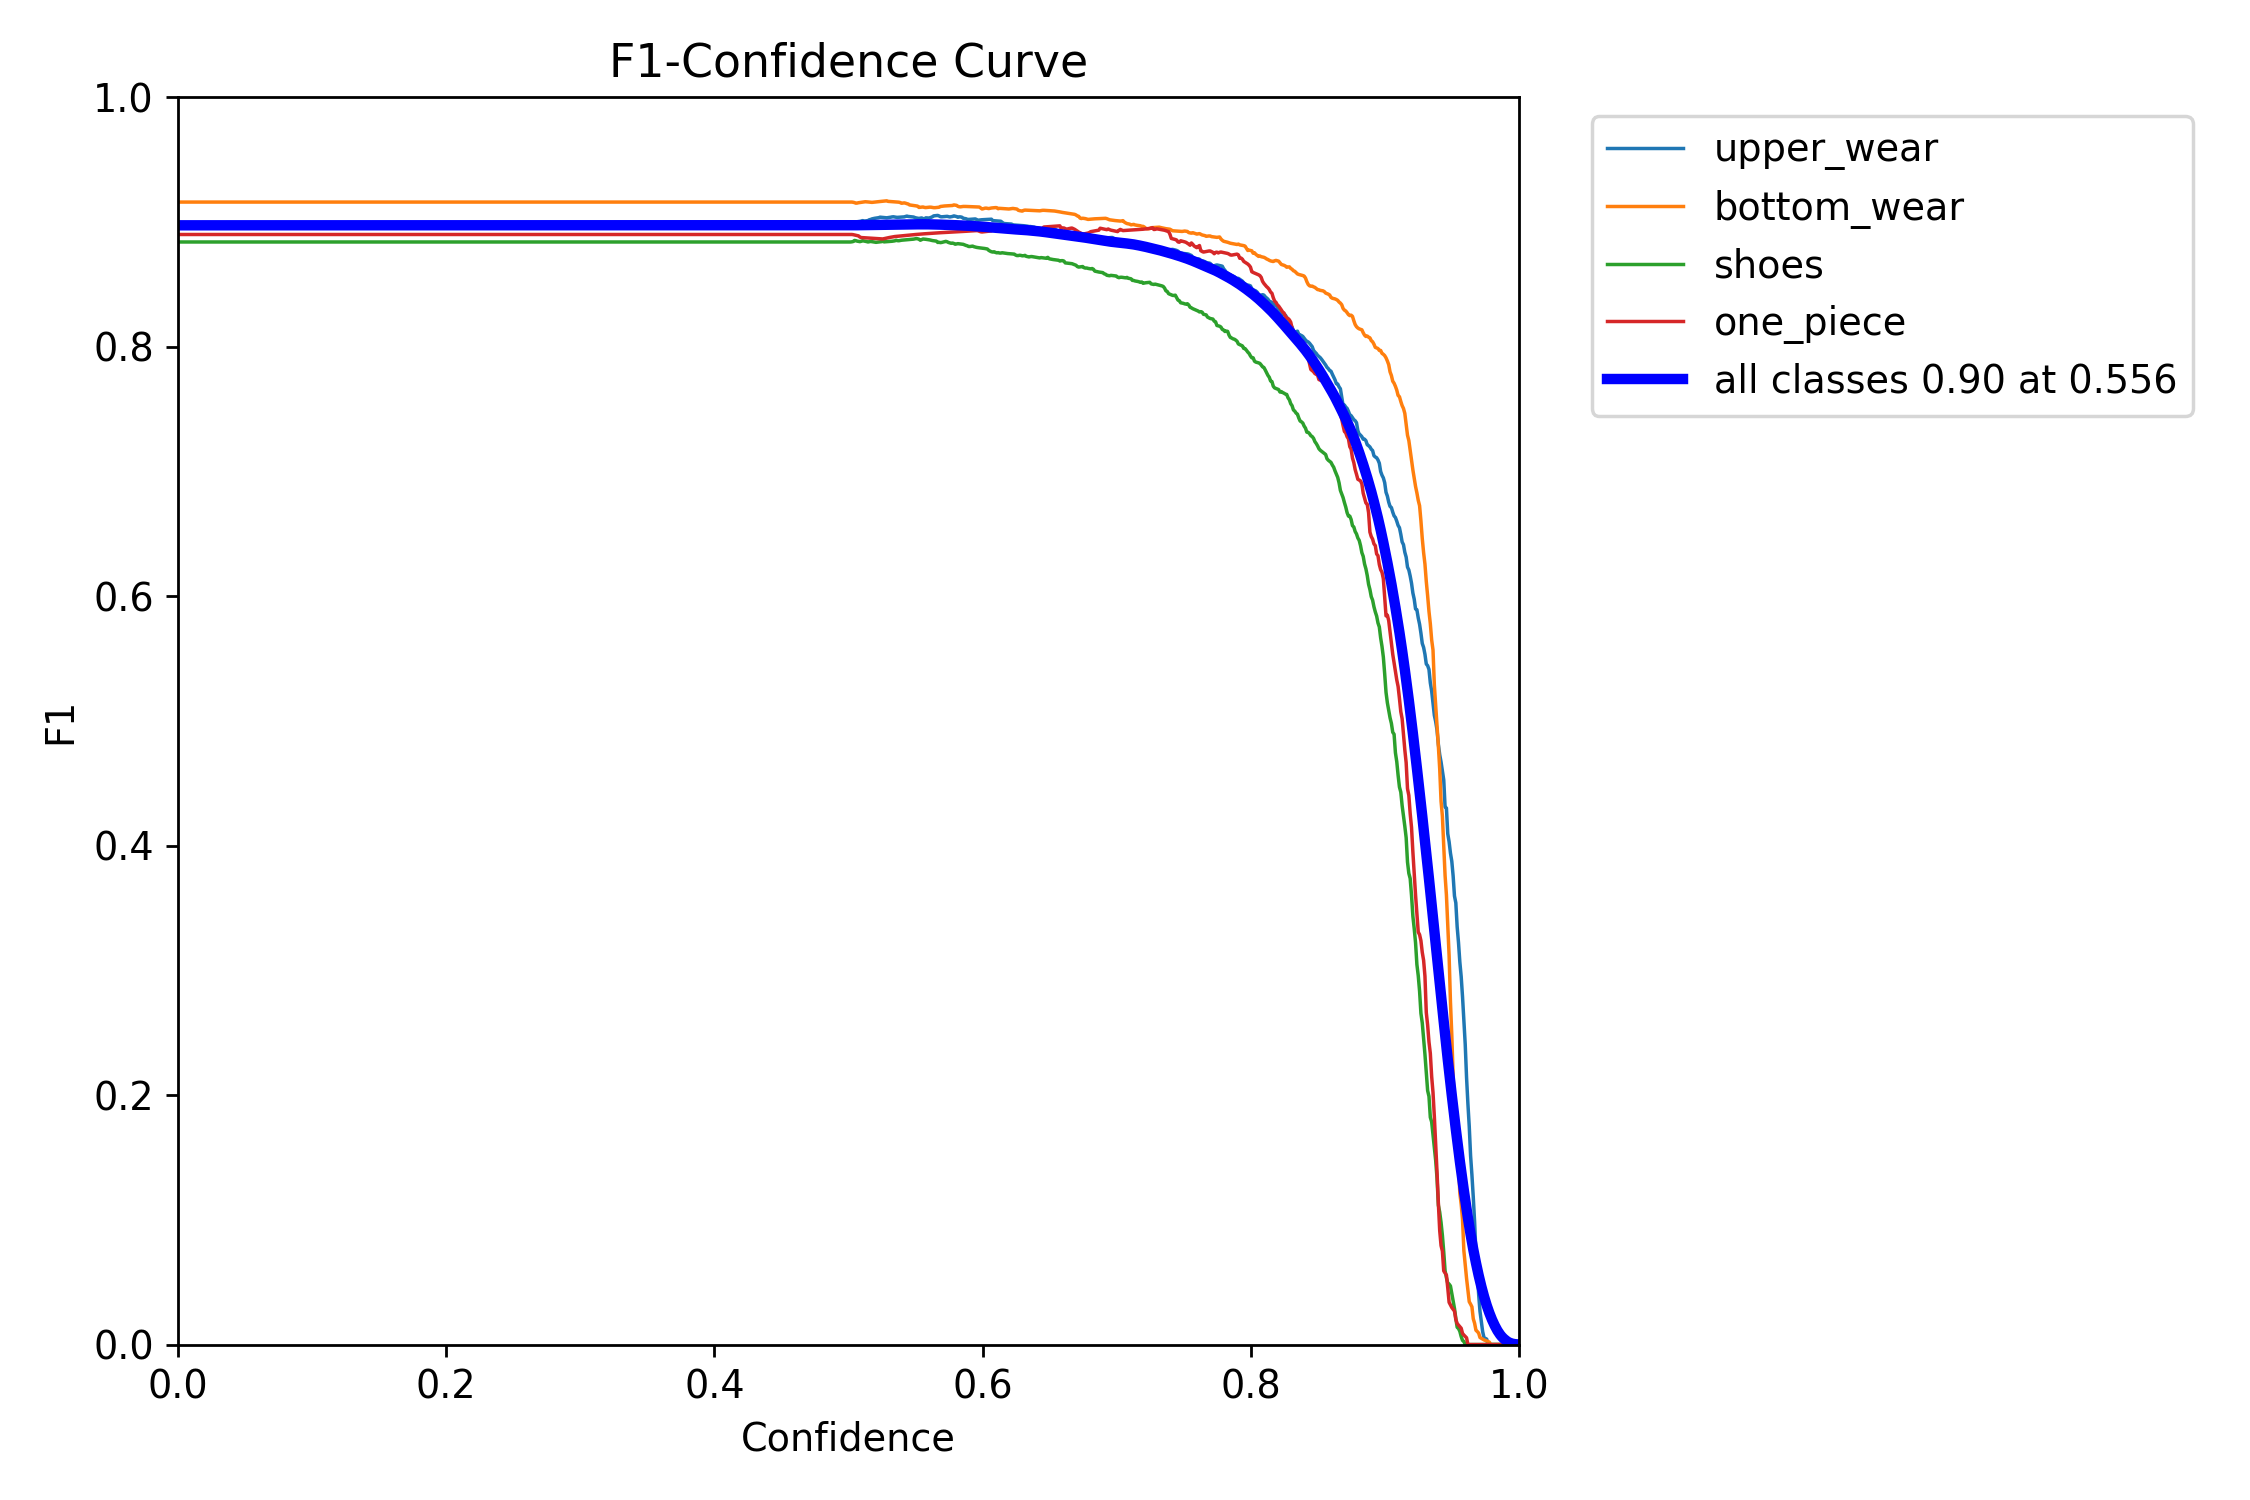 F1-Confidence Curve
1.0
0.8
0.6
0.4
0.2
0.0
F1
0.0 0.2 0.4 0.6 0.8 1.0
Confidence
upper_wear
bottom_wear
shoes
one_piece
all classes 0.90 at 0.556